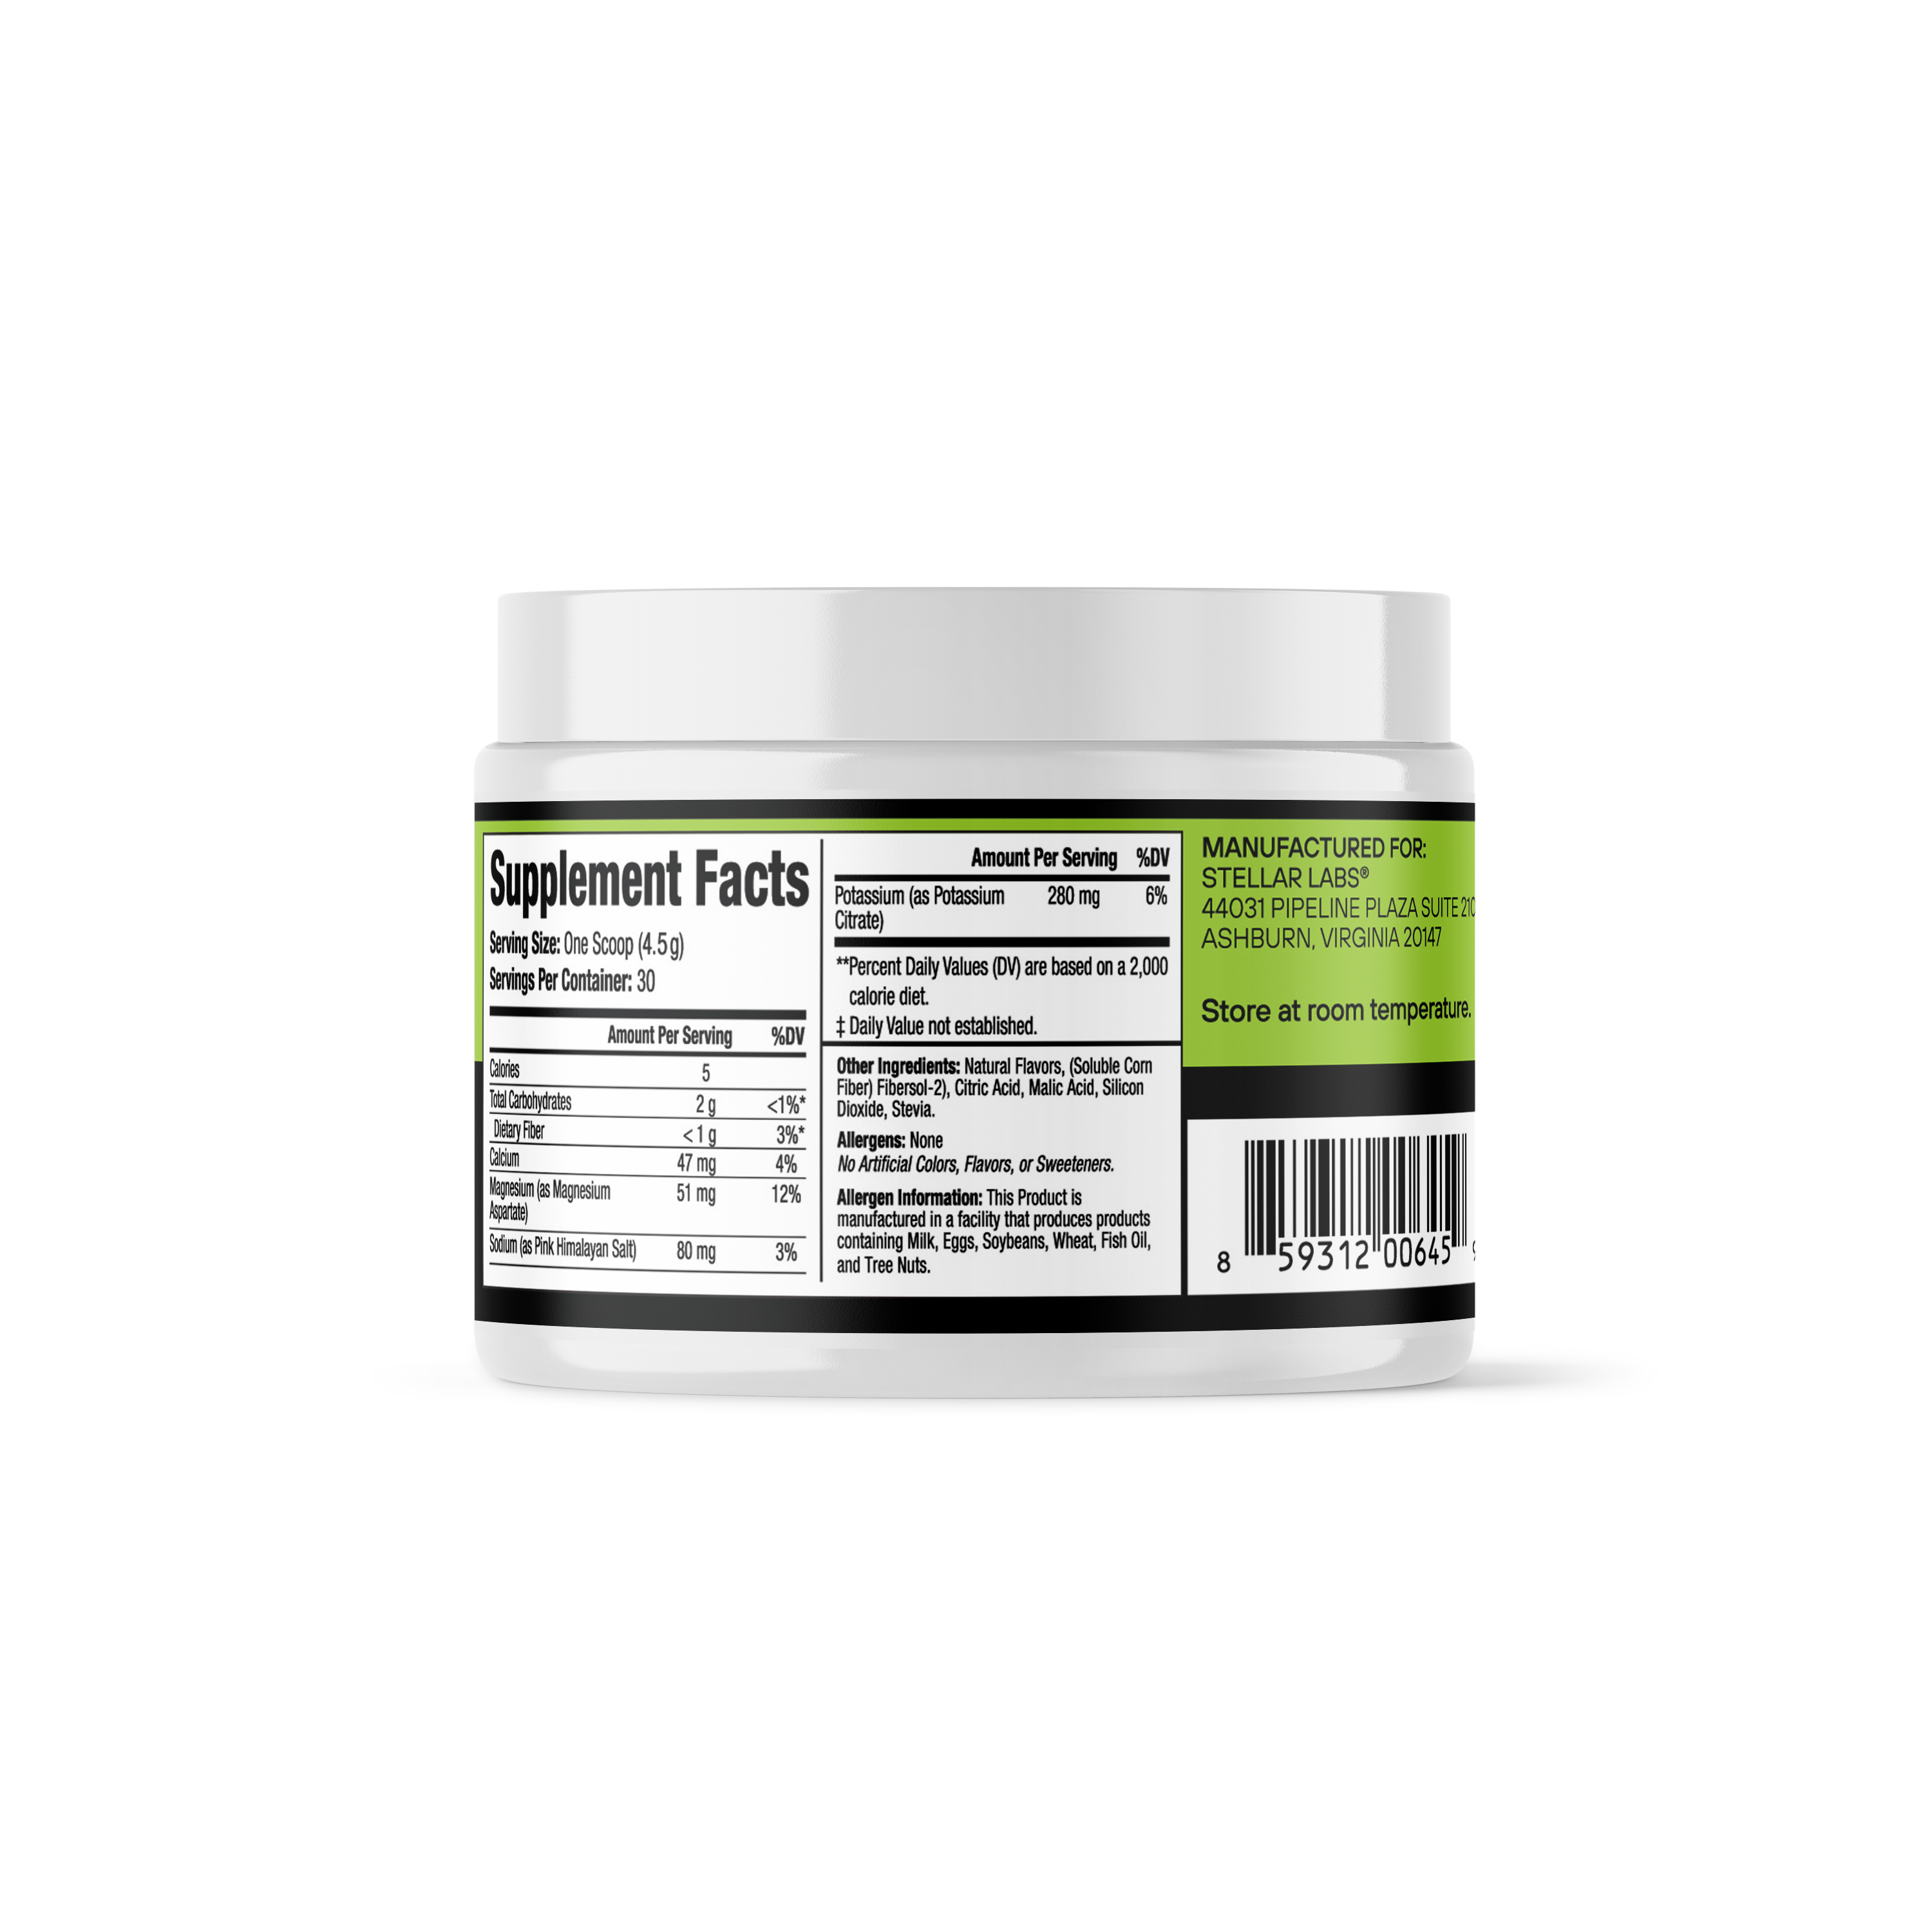 Supplement Facts
Serving Size: One Scoop (4.5 g)
Servings Per Container: 30
Amount Per Serving %DV
Calories 5
Total Carbohydrates 2 g <1%*
Dietary Fiber <1 g 3%*
Calcium 47 mg 4%
Magnesium (as Magnesium 51 mg 12%
Aspartate)
Sodium (as Pink Himalayan Salt) 80 mg 3%
Amount Per Serving %DV
Potassium (as Potassium 280 mg 6%
Citrate)
**Percent Daily Values (DV) are based on a 2,000
calorie diet.
‡ Daily Value not established.
Other Ingredients: Natural Flavors, (Soluble Corn
Fiber) Fibersol-2), Citric Acid, Malic Acid, Silicon
Dioxide, Stevia.
Allergens: None
No Artificial Colors, Flavors, or Sweeteners.
Allergen Information: This Product is
manufactured in a facility that produces products
containing Milk, Eggs, Soybeans, Wheat, Fish Oil,
and Tree Nuts.
MANUFACTURED FOR:
STELLAR LABS®
44031 PIPELINE PLAZA SUITE
ASHBURN, VIRGINIA 20147
Store at room temperature.
8 59312 00645